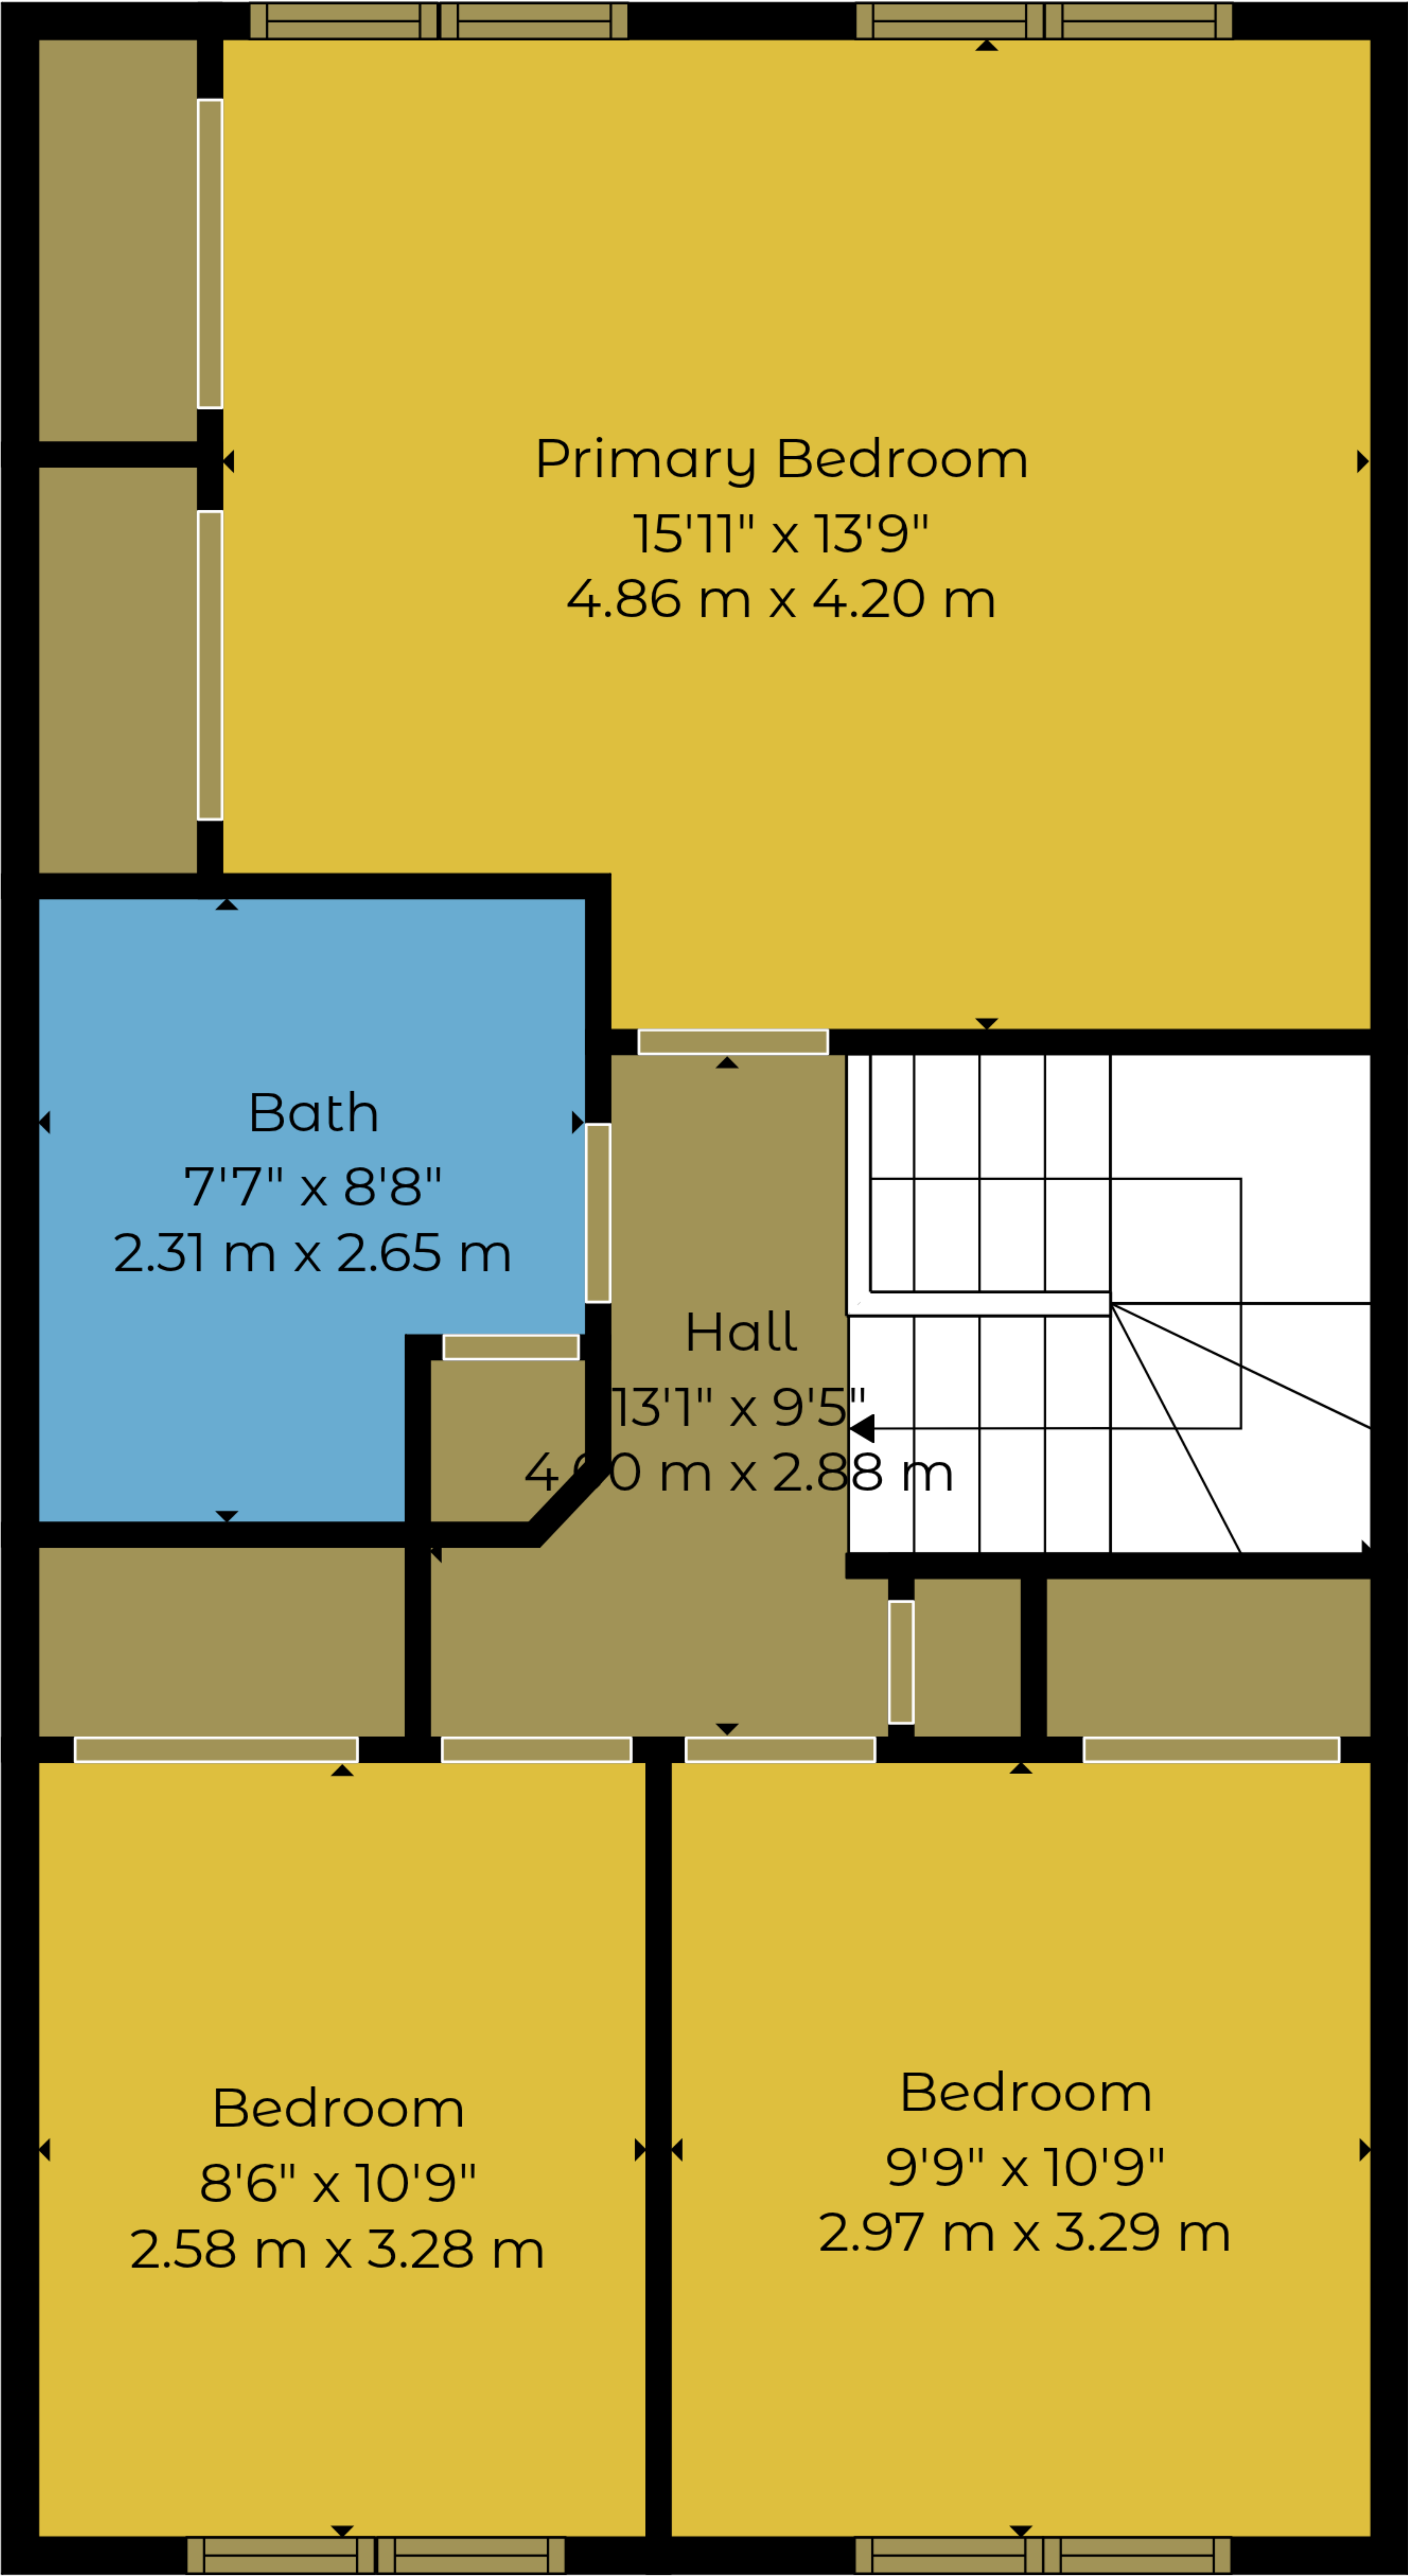 Primary Bedroom
15'11" x 13'9"
4.86 m x 4.20 m
Bath
7'7" x 8'8"
2.31 m x 2.65 m
Hall
13'1" x 9'5"
4.00 m x 2.88 m
Bedroom
8'6" x 10'9"
2.58 m x 3.28 m
Bedroom
9'9" x 10'9"
2.97 m x 3.29 m